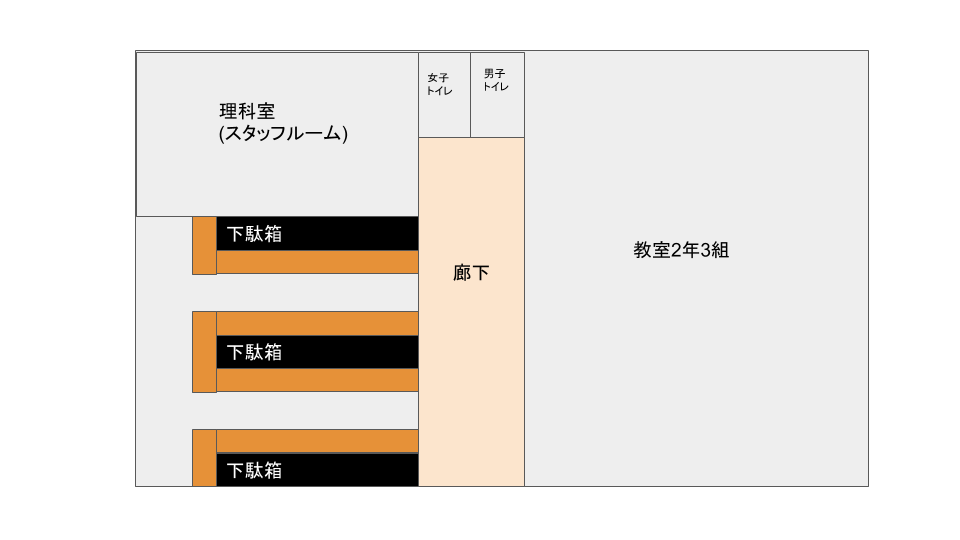 理科室
(スタッフルーム)
女子
トイレ
男子
トイレ
下駄箱
廊下
教室2年3組
下駄箱
下駄箱